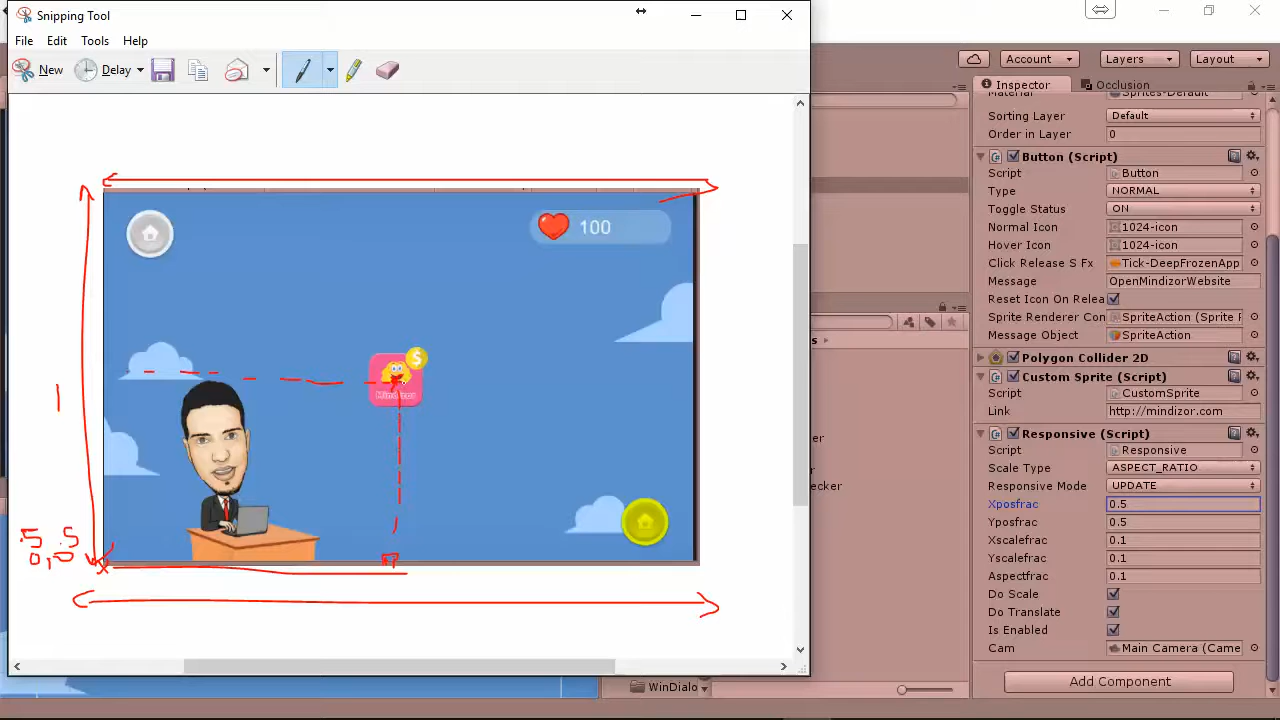 Snipping Tool
File Edit Tools Help
New Delay
100
$
1
.5 .5
0,0
Account Layers Layout
Inspector Occlusion
Material Sprites-Default
Sorting Layer Default
Order in Layer 0
Button (Script)
Script Button
Type NORMAL
Toggle Status ON
Normal Icon 1024-icon
Hover Icon 1024-icon
Click Release S Fx Tick-DeepFrozenApp
Message OpenMindizorWebsite
Reset Icon On Relea
Sprite Renderer Con SpriteAction (Sprite R
Message Object SpriteAction
Polygon Collider 2D
Custom Sprite (Script)
Script CustomSprite
Link http://mindizor.com
Responsive (Script)
Script Responsive
Scale Type ASPECT_RATIO
Responsive Mode UPDATE
Xposfrac 0.5
Yposfrac 0.5
Xscalefrac 0.1
Yscalefrac 0.1
Aspectfrac 0.1
Do Scale
Do Translate
Is Enabled
Cam Main Camera (Came
Add Component
s
er
r
ecker
WinDialo